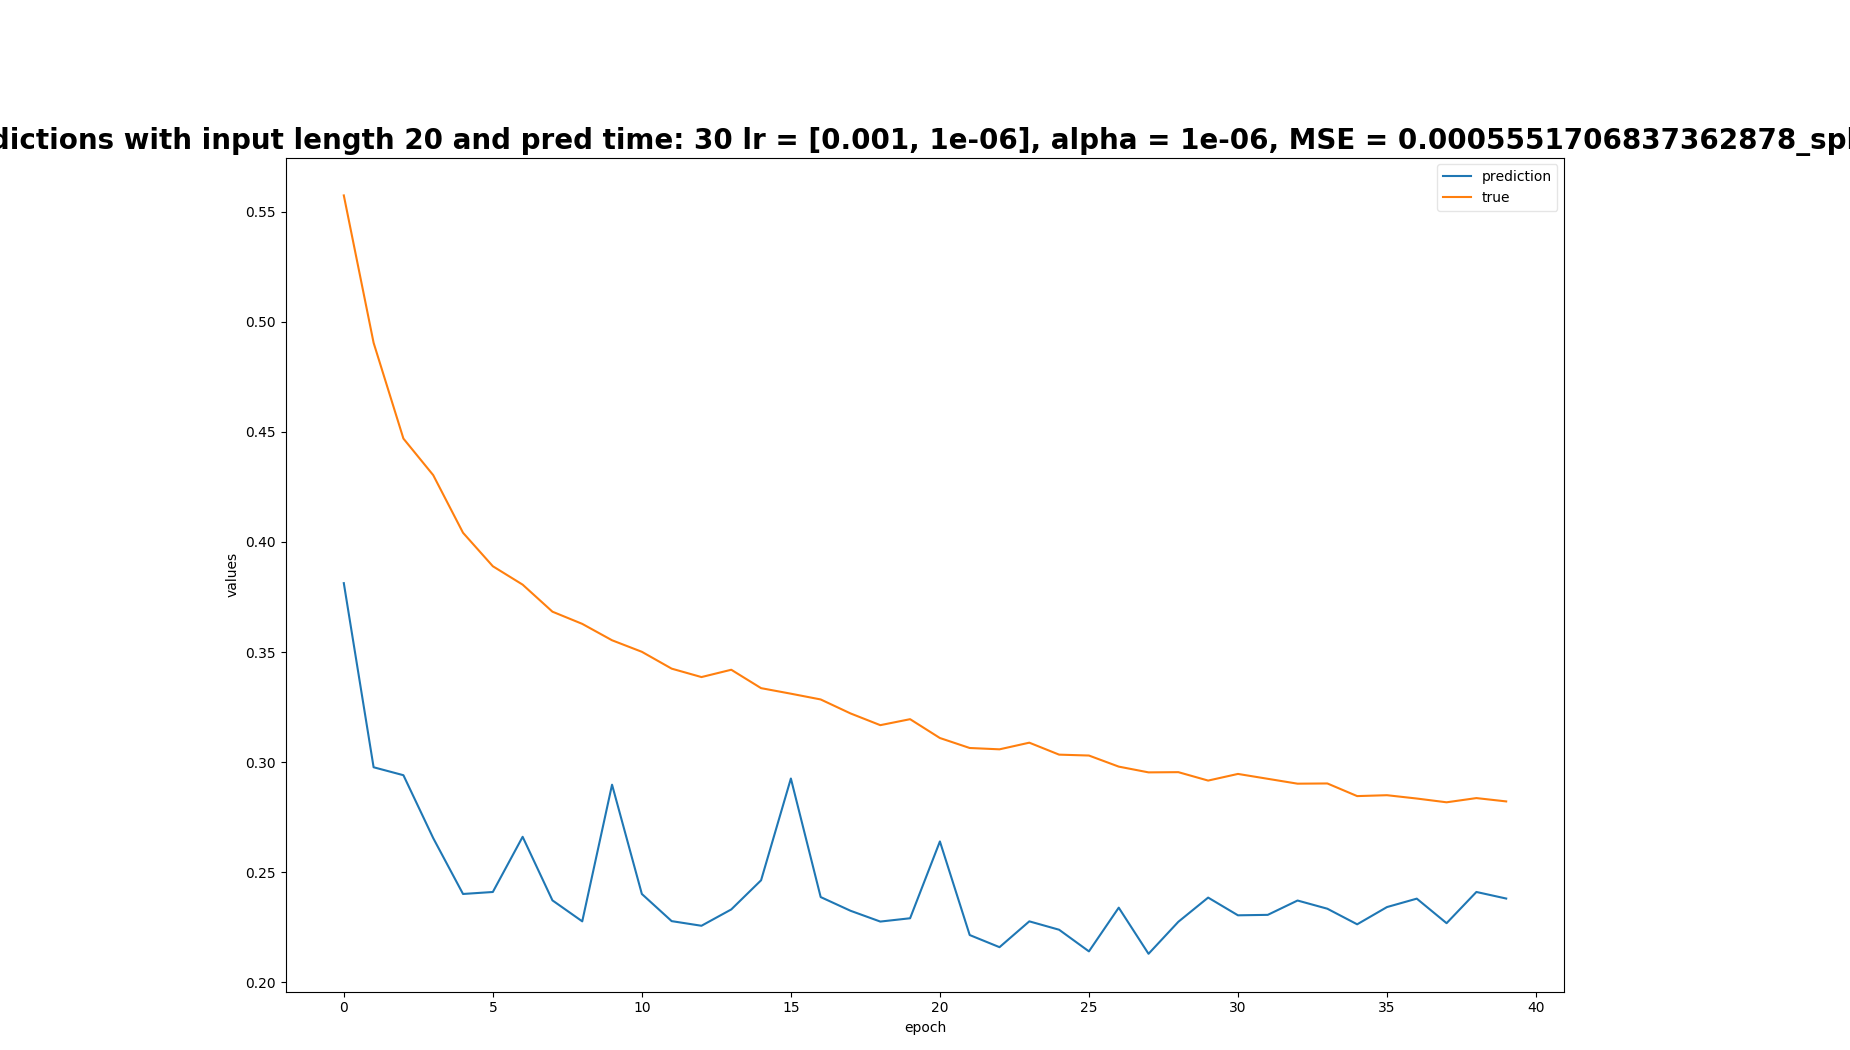 dictions with input length 20 and pred time: 30 lr = [0.001, 1e-06], alpha = 1e-06, MSE = 0.0005551706837362878_spl
prediction
true
0.55
0.50
0.45
0.40
0.35
0.30
0.25
0.20
values
0 5 10 15 20 25 30 35 40
epoch